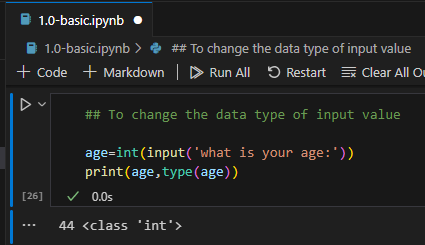 1.0-basic.ipynb ●
1.0-basic.ipynb > ## To change the data type of input value
+ Code + Markdown | Run All Restart Clear All Ou
## To change the data type of input value
age=int(input('what is your age:'))
print(age,type(age))
[26] ✓ 0.0s
... 44 <class 'int'>